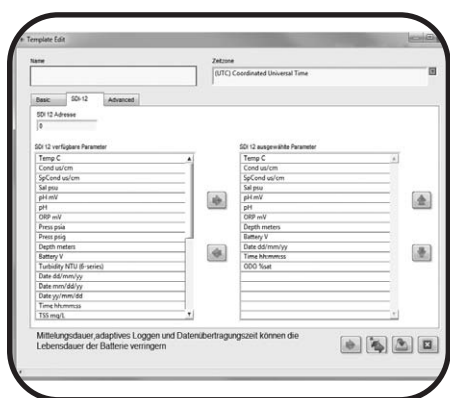 Template Edit
Name
Zeitzone
(UTC) Coordinated Universal Time
Basic SDI-12 Advanced
SDI 12 Adresse
0
SDI 12 verfügbare Parameter
Temp C
Cond us/cm
SpCond us/cm
Sal psu
pH mV
pH
ORP mV
Press psia
Press psig
Depth meters
Battery V
Turbidity NTU (6-series)
Date dd/mm/yy
Date mm/dd/yy
Date yy/mm/dd
Time hh:mm:ss
TSS mg/L
SDI 12 ausgewählte Parameter
Temp C
Cond us/cm
SpCond us/cm
Sal psu
pH mV
pH
ORP mV
Depth meters
Battery V
Date dd/mm/yy
Time hh:mm:ss
ODO %sat
Mittelungsdauer,adaptives Loggen und Datenübertragungszeit können die
Lebensdauer der Batterie verringern